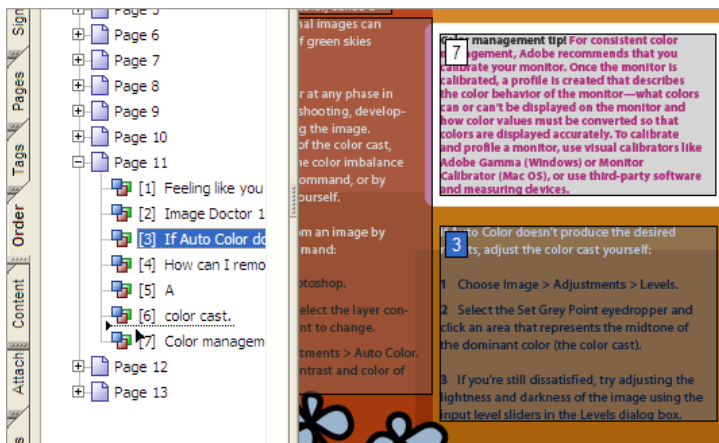 Sign
Pages
Tags
Order
Content
Attach
Page 5
Page 6
Page 7
Page 8
Page 9
Page 10
Page 11
[1] Feeling like you
[2] Image Doctor 1
[3] If Auto Color do
[4] How can I remo
[5] A
[6] color cast.
[7] Color managem
Page 12
Page 13
nal images can
f green skies
r at any phase in
shooting, develop-
g the image.
of the color cast,
he color imbalance
ommand, or by
ourself.
om an image by
mand:
otoshop.
elect the layer con-
nt to change.
tments > Auto Color.
ntrast and color of
7
management tip! For consistent color
gement, Adobe recommends that you
calibrate your monitor. Once the monitor is
calibrated, a profile is created that describes
the color behavior of the monitor—what colors
can or can't be displayed on the monitor and
how color values must be converted so that
colors are displayed accurately. To calibrate
and profile a monitor, use visual calibrators like
Adobe Gamma (Windows) or Monitor
Calibrator (Mac OS), or use third-party software
and measuring devices.
3
If Auto Color doesn't produce the desired
ts, adjust the color cast yourself:
1 Choose Image > Adjustments > Levels.
2 Select the Set Grey Point eyedropper and
click an area that represents the midtone of
the dominant color (the color cast).
3 If you're still dissatisfied, try adjusting the
lightness and darkness of the image using the
input level sliders in the Levels dialog box.